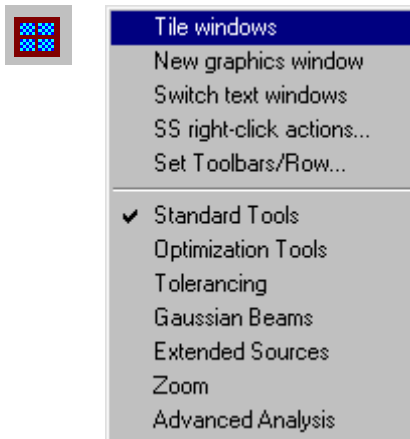 Tile windows
New graphics window
Switch text windows
SS right-click actions...
Set Toolbars/Row...
Standard Tools
Optimization Tools
Tolerancing
Gaussian Beams
Extended Sources
Zoom
Advanced Analysis